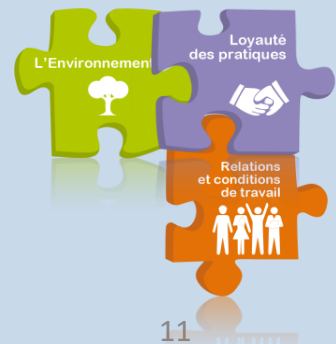 L'Environnement
Loyauté
des pratiques
Relations
et conditions
de travail
11